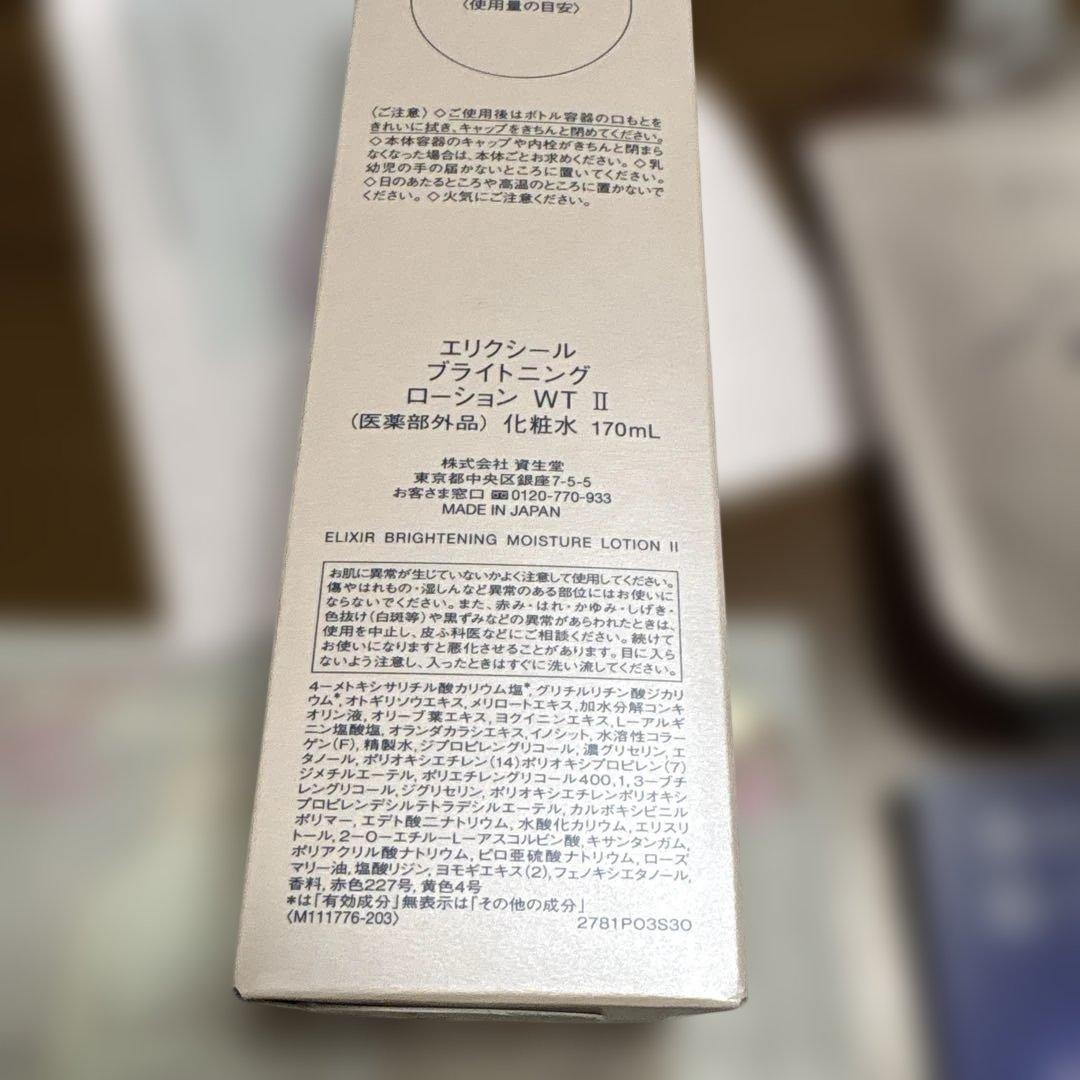 〈使用量の目安〉
〈ご注意〉◇ご使用後はボトル容器の口もとを
きれいに拭き、キャップをきちんと閉めてください。
◇本体容器のキャップや内栓がきちんと閉まら
なくなった場合は、本体ごとお求めください。◇乳
幼児の手の届かないところに置いてください。
◇日のあたるところや高温のところに置かないで
ください。◇火気にご注意ください。
エリクシール
ブライトニング
ローション WT Ⅱ
(医薬部外品) 化粧水 170mL
株式会社 資生堂
東京都中央区銀座7-5-5
お客さま窓口 0120-770-933
MADE IN JAPAN
ELIXIR BRIGHTENING MOISTURE LOTION II
お肌に異常が生じていないかよく注意して使用してください。
傷やはれもの・湿しんなど異常のある部位にはお使いに
ならないでください。また、赤み・はれ・かゆみ・しげき・
色抜け(白斑等)や黒ずみなどの異常があらわれたときは、
使用を中止し、皮ふ科医などにご相談ください。続けて
お使いになりますと悪化させることがあります。目に入ら
ないよう注意し、入ったときはすぐに洗い流してください。
4−メトキシサリチル酸カリウム塩*, グリチルリチン酸ジカリ
ウム*, オトギリソウエキス, メリロートエキス, 加水分解コンキ
オリン液, オリーブ葉エキス, ヨクイニンエキス, L−アルギ
ニン塩酸塩, オランダカラシエキス, イノシット, 水溶性コラー
ゲン(F), 精製水, ジプロピレングリコール, 濃グリセリン, エ
タノール, ポリオキシエチレン(14)ポリオキシプロピレン(7)
ジメチルエーテル, ポリエチレングリコール400, 1,3−ブチ
レングリコール, ジグリセリン, ポリオキシエチレンポリオキシ
プロピレンデシルテトラデシルエーテル, カルボキシビニル
ポリマー, エデト酸二ナトリウム, 水酸化カリウム, エリスリ
トール, 2−O−エチル−L−アスコルビン酸, キサンタンガム,
ポリアクリル酸ナトリウム, ピロ亜硫酸ナトリウム, ローズ
マリー油, 塩酸リジン, ヨモギエキス(2), フェノキシエタノール,
香料, 赤色227号, 黄色4号
*は「有効成分」無表示は「その他の成分」
〈M111776-203〉 2781P03S30